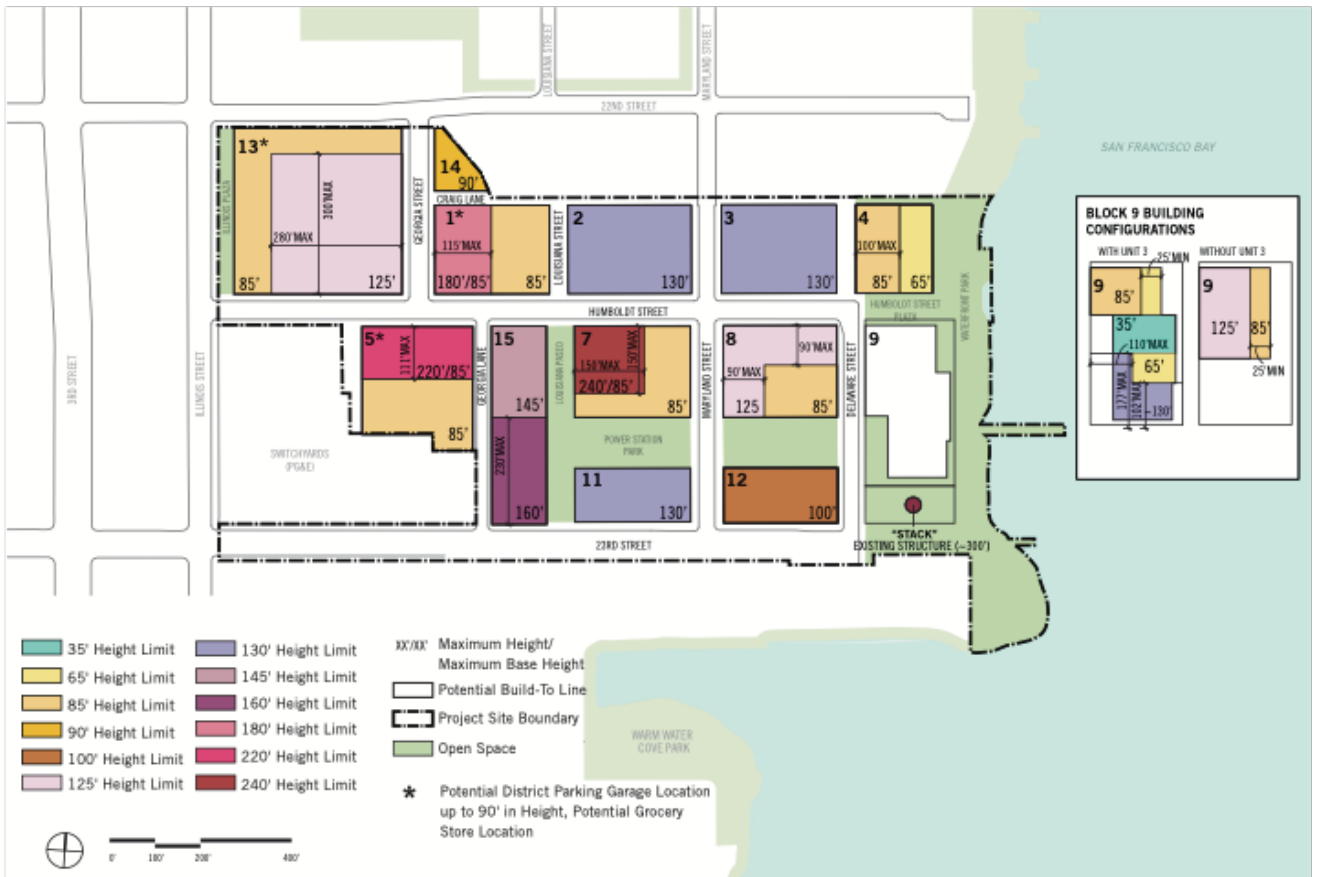 LOUISIANA STREET
MARYLAND STREET
22ND STREET
SAN FRANCISCO BAY
3RD STREET
ILLINOIS STREET
ILLINOIS PLAZA
13*
300'MAX
280'MAX
85'
125'
GEORGIA STREET
14
90'
CRAIG LANE
1*
115'MAX
180'/85'
85'
LOUISIANA STREET
2
130'
3
130'
4
100'MAX
85'
65'
HUMBOLDT STREET
HUMBOLDT STREET
PLAZA
WATERFRONT PARK
5*
111'MAX
220'/85'
85'
GEORGIA LANE
15
145'
230'MAX
160'
LOUISIANA PASEO
7
150'MAX
150'MAX
240'/85'
85'
MARYLAND STREET
8
90'MAX
90'MAX
125
85'
DELAWARE STREET
9
SWITCHYARDS
(PG&E)
POWER STATION
PARK
11
130'
12
100'
"STACK"
EXISTING STRUCTURE (~300')
23RD STREET
BLOCK 9 BUILDING
CONFIGURATIONS
WITH UNIT 3
25'MIN
9
85'
35'
110'MAX
65'
177'MAX
102'MAX
130'
WITHOUT UNIT 3
9
125'
85'
25'MIN
WARM WATER
COVE PARK
35' Height Limit
65' Height Limit
85' Height Limit
90' Height Limit
100' Height Limit
125' Height Limit
130' Height Limit
145' Height Limit
160' Height Limit
180' Height Limit
220' Height Limit
240' Height Limit
XX'/XX' Maximum Height/
Maximum Base Height
Potential Build-To Line
Project Site Boundary
Open Space
* Potential District Parking Garage Location
up to 90' in Height, Potential Grocery
Store Location
0' 100' 200' 400'